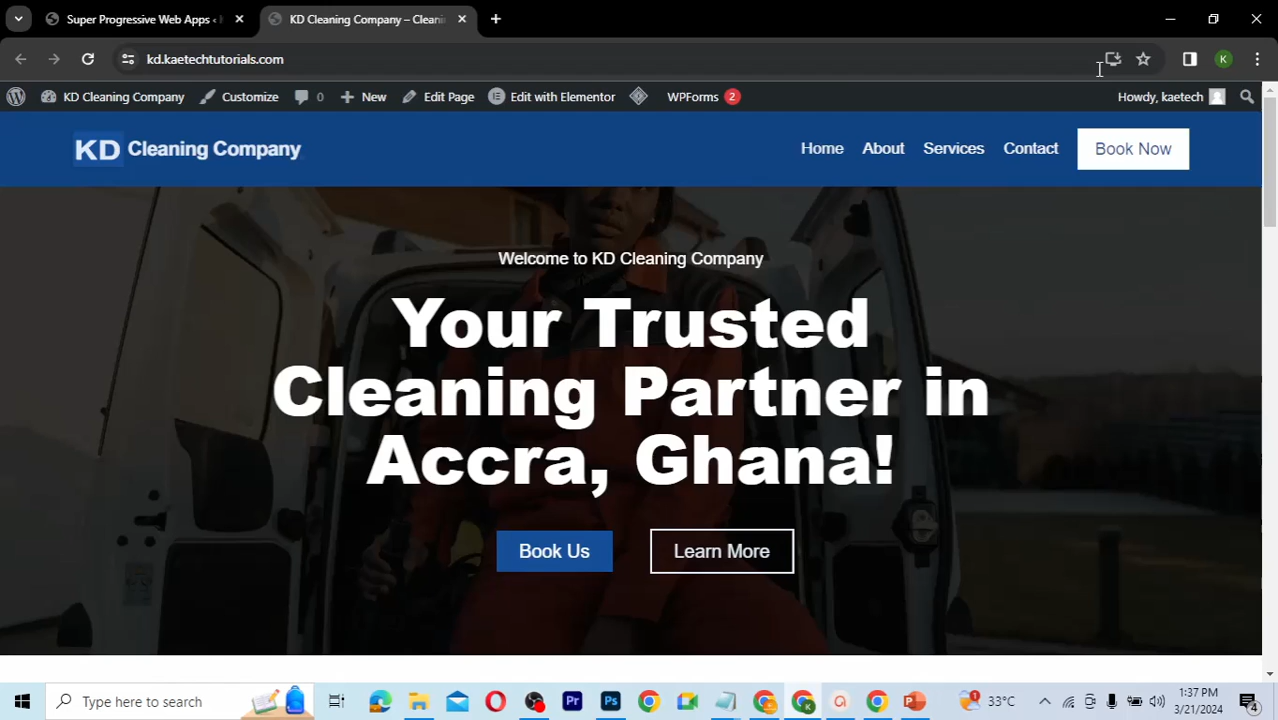 Super Progressive Web Apps ‹
KD Cleaning Company – Cleani
kd.kaetechtutorials.com
K
KD Cleaning Company
Customize
0
New
Edit Page
Edit with Elementor
WPForms 2
Howdy, kaetech
KD Cleaning Company
Home
About
Services
Contact
Book Now
Welcome to KD Cleaning Company
Your Trusted
Cleaning Partner in
Accra, Ghana!
Book Us
Learn More
Type here to search
33°C
1:37 PM
3/21/2024
4